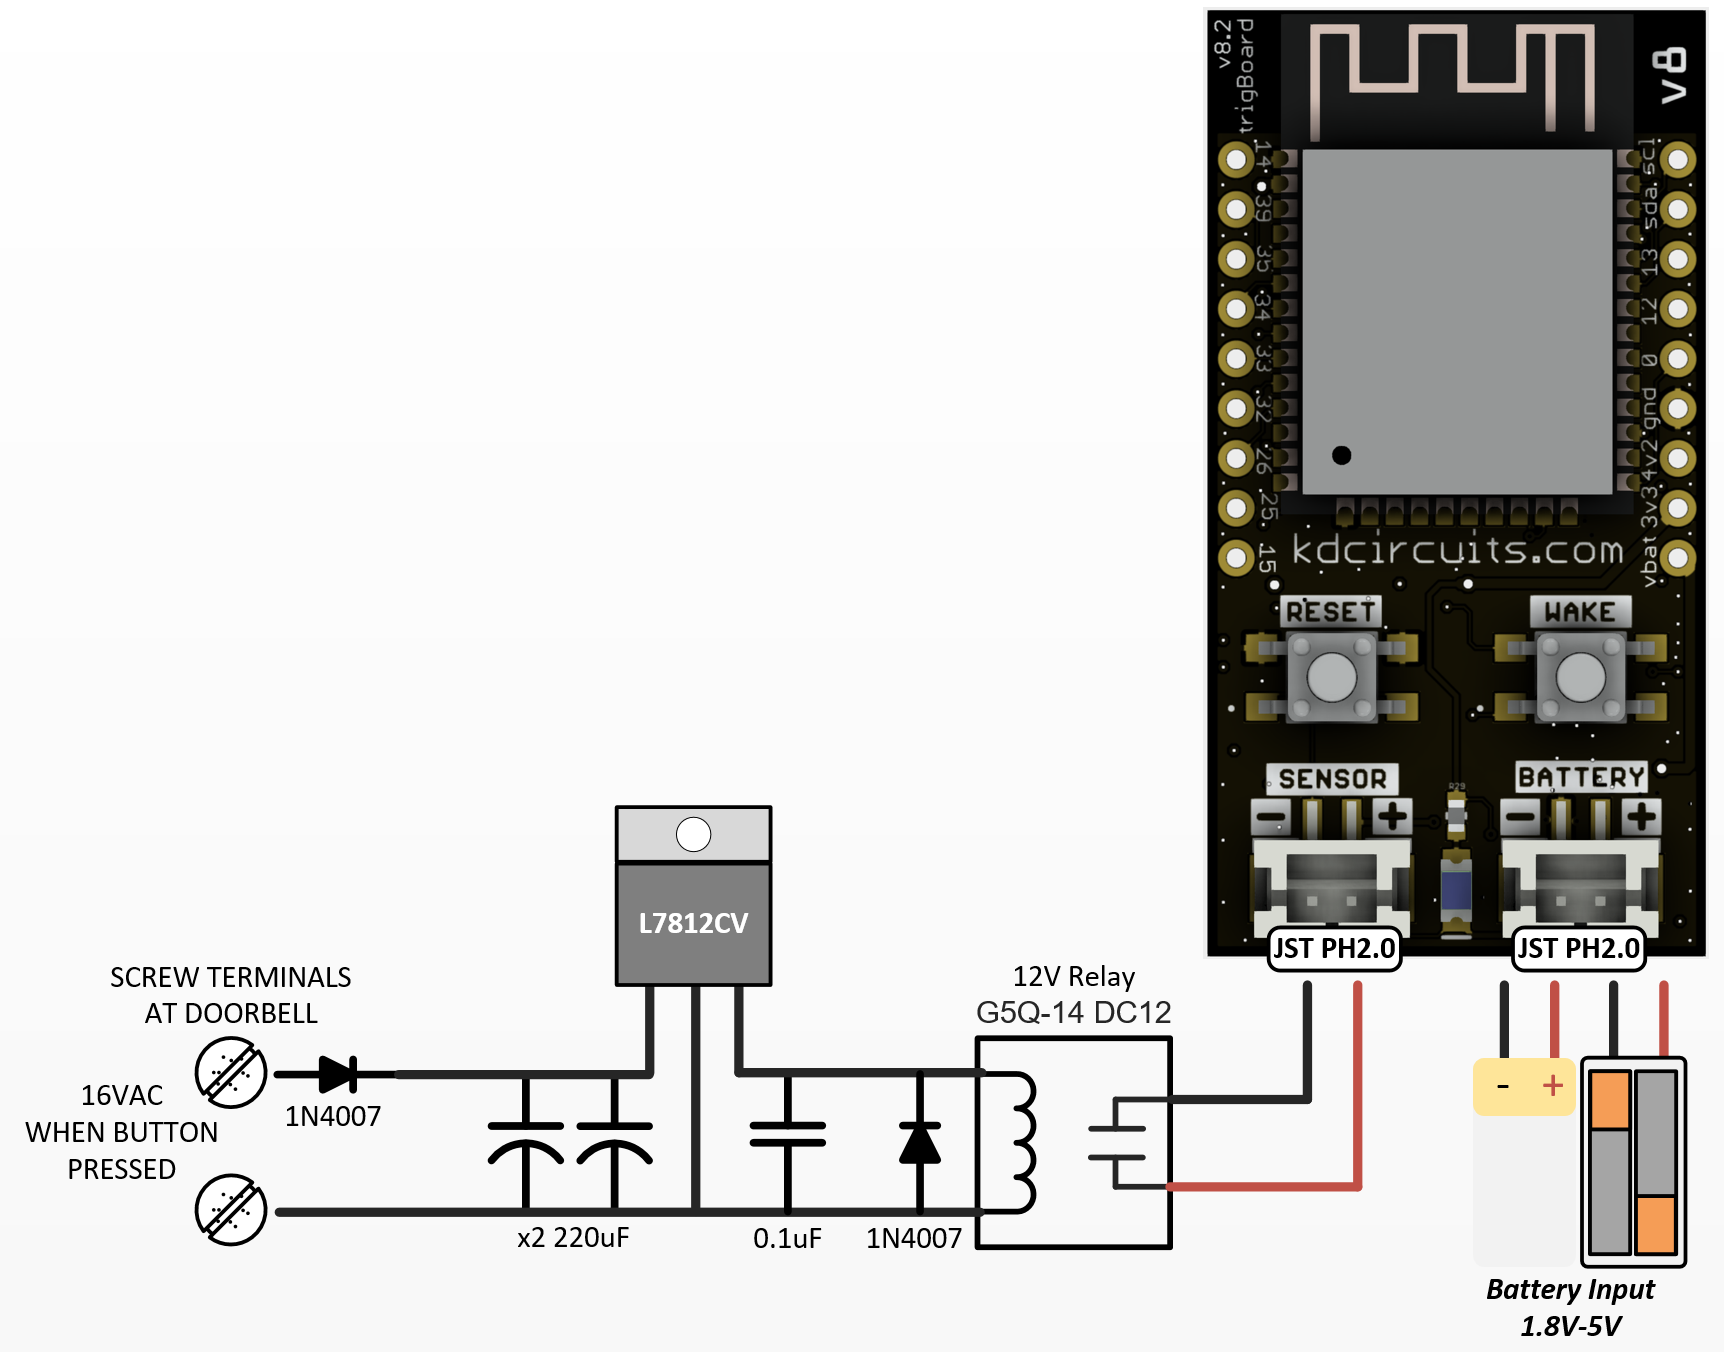 v8.2
trigBoard
v8
14
39
35
34
33
32
26
25
15
scl
sda
13
12
0
gnd
4v2
3v3
vbat
kdcircuits.com
RESET
WAKE
SENSOR
BATTERY
R29
- +
- +
JST PH2.0
JST PH2.0
L7812CV
SCREW TERMINALS
AT DOORBELL
16VAC
WHEN BUTTON
PRESSED
1N4007
x2 220uF
0.1uF
1N4007
12V Relay
G5Q-14 DC12
- +
Battery Input
1.8V-5V